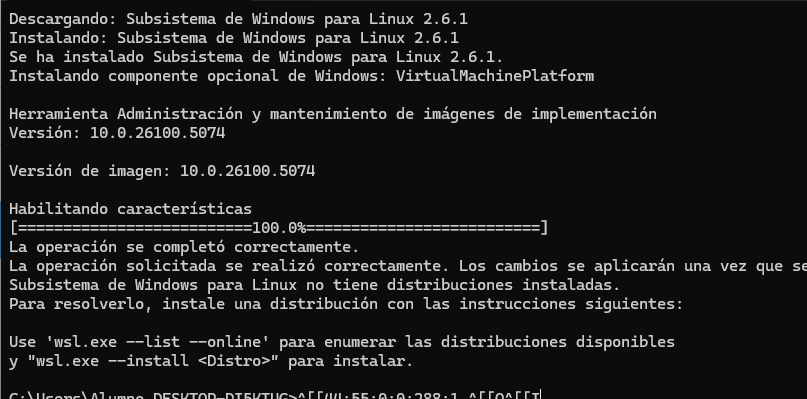 Descargando: Subsistema de Windows para Linux 2.6.1
Instalando: Subsistema de Windows para Linux 2.6.1
Se ha instalado Subsistema de Windows para Linux 2.6.1.
Instalando componente opcional de Windows: VirtualMachinePlatform
Herramienta Administración y mantenimiento de imágenes de implementación
Versión: 10.0.26100.5074
Versión de imagen: 10.0.26100.5074
Habilitando características
[==========================100.0%==========================]
La operación se completó correctamente.
La operación solicitada se realizó correctamente. Los cambios se aplicarán una vez que se
Subsistema de Windows para Linux no tiene distribuciones instaladas.
Para resolverlo, instale una distribución con las instrucciones siguientes:
Use 'wsl.exe --list --online' para enumerar las distribuciones disponibles
y "wsl.exe --install <Distro>" para instalar.